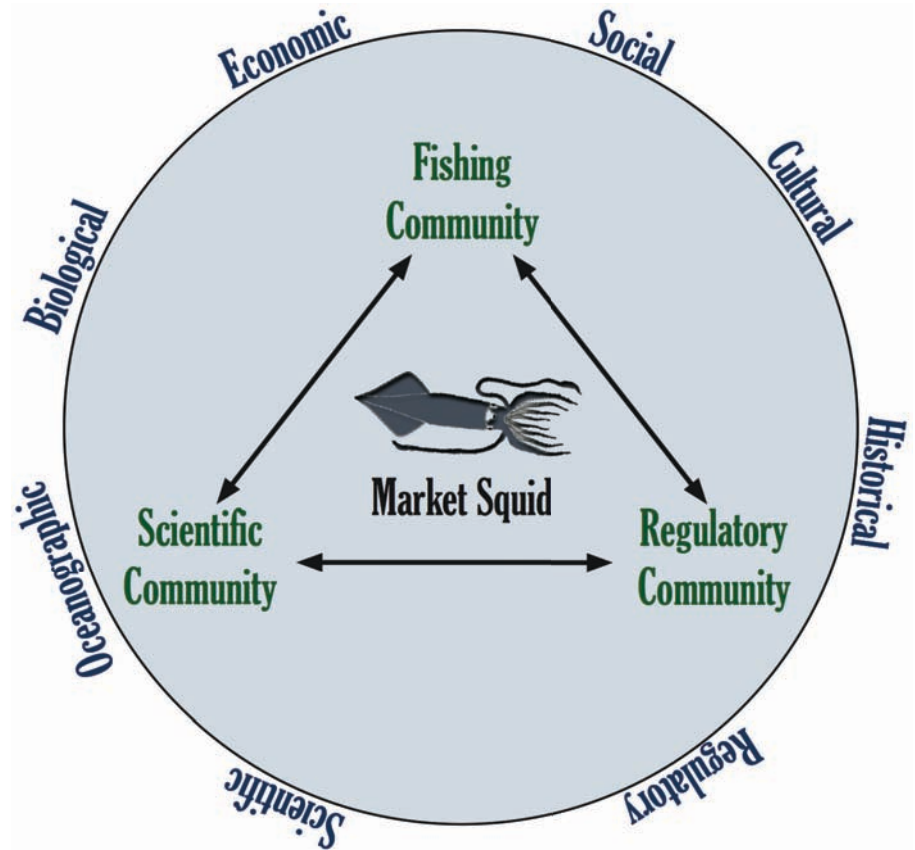 Economic
Social
Cultural
Historical
Regulatory
Scientific
Oceanographic
Biological
Fishing
Community
Market Squid
Scientific
Community
Regulatory
Community